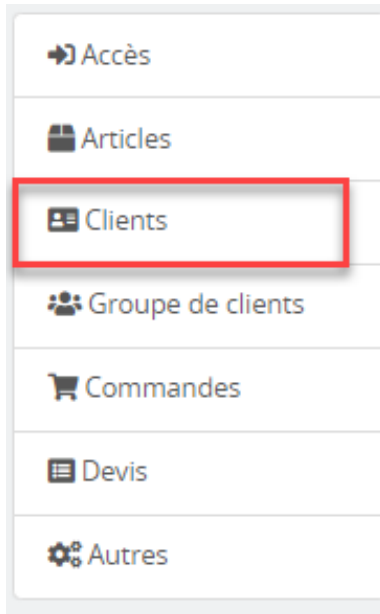 Accès
Articles
Clients
Groupe de clients
Commandes
Devis
Autres